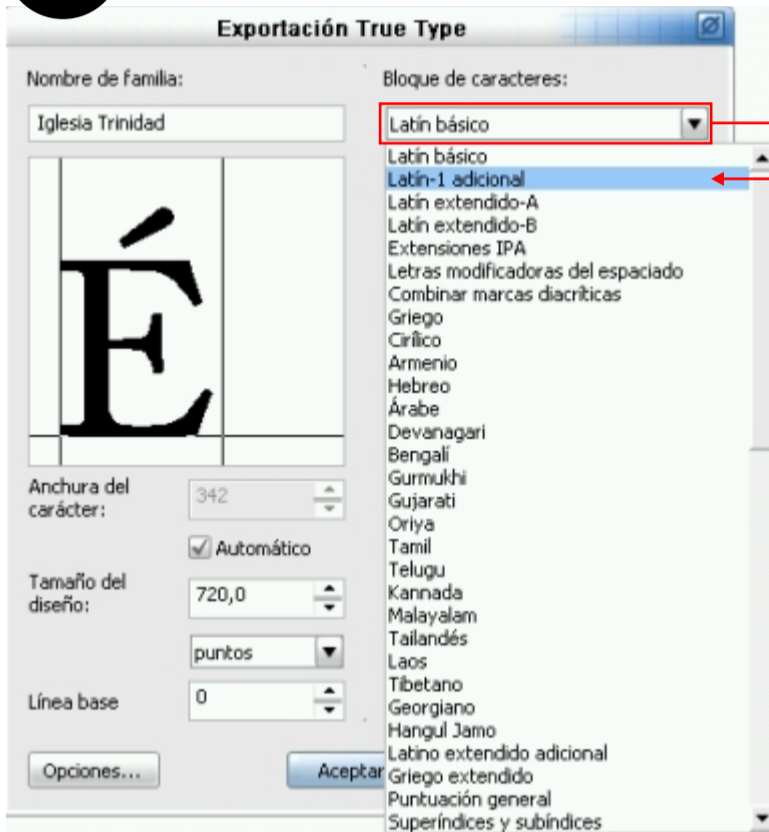 Exportación True Type
Nombre de familia:
Iglesia Trinidad
É
Anchura del
carácter:
342
Automático
Tamaño del
diseño:
720,0
puntos
Línea base
0
Opciones...
Aceptar
Bloque de caracteres:
Latín básico
Latín básico
Latín-1 adicional
Latín extendido-A
Latín extendido-B
Extensiones IPA
Letras modificadoras del espaciado
Combinar marcas diacríticas
Griego
Cirílico
Armenio
Hebreo
Árabe
Devanagari
Bengalí
Gurmukhi
Gujarati
Oriya
Tamil
Telugu
Kannada
Malayalam
Tailandés
Laos
Tibetano
Georgiano
Hangul Jamo
Latino extendido adicional
Griego extendido
Puntuación general
Superíndices y subíndices